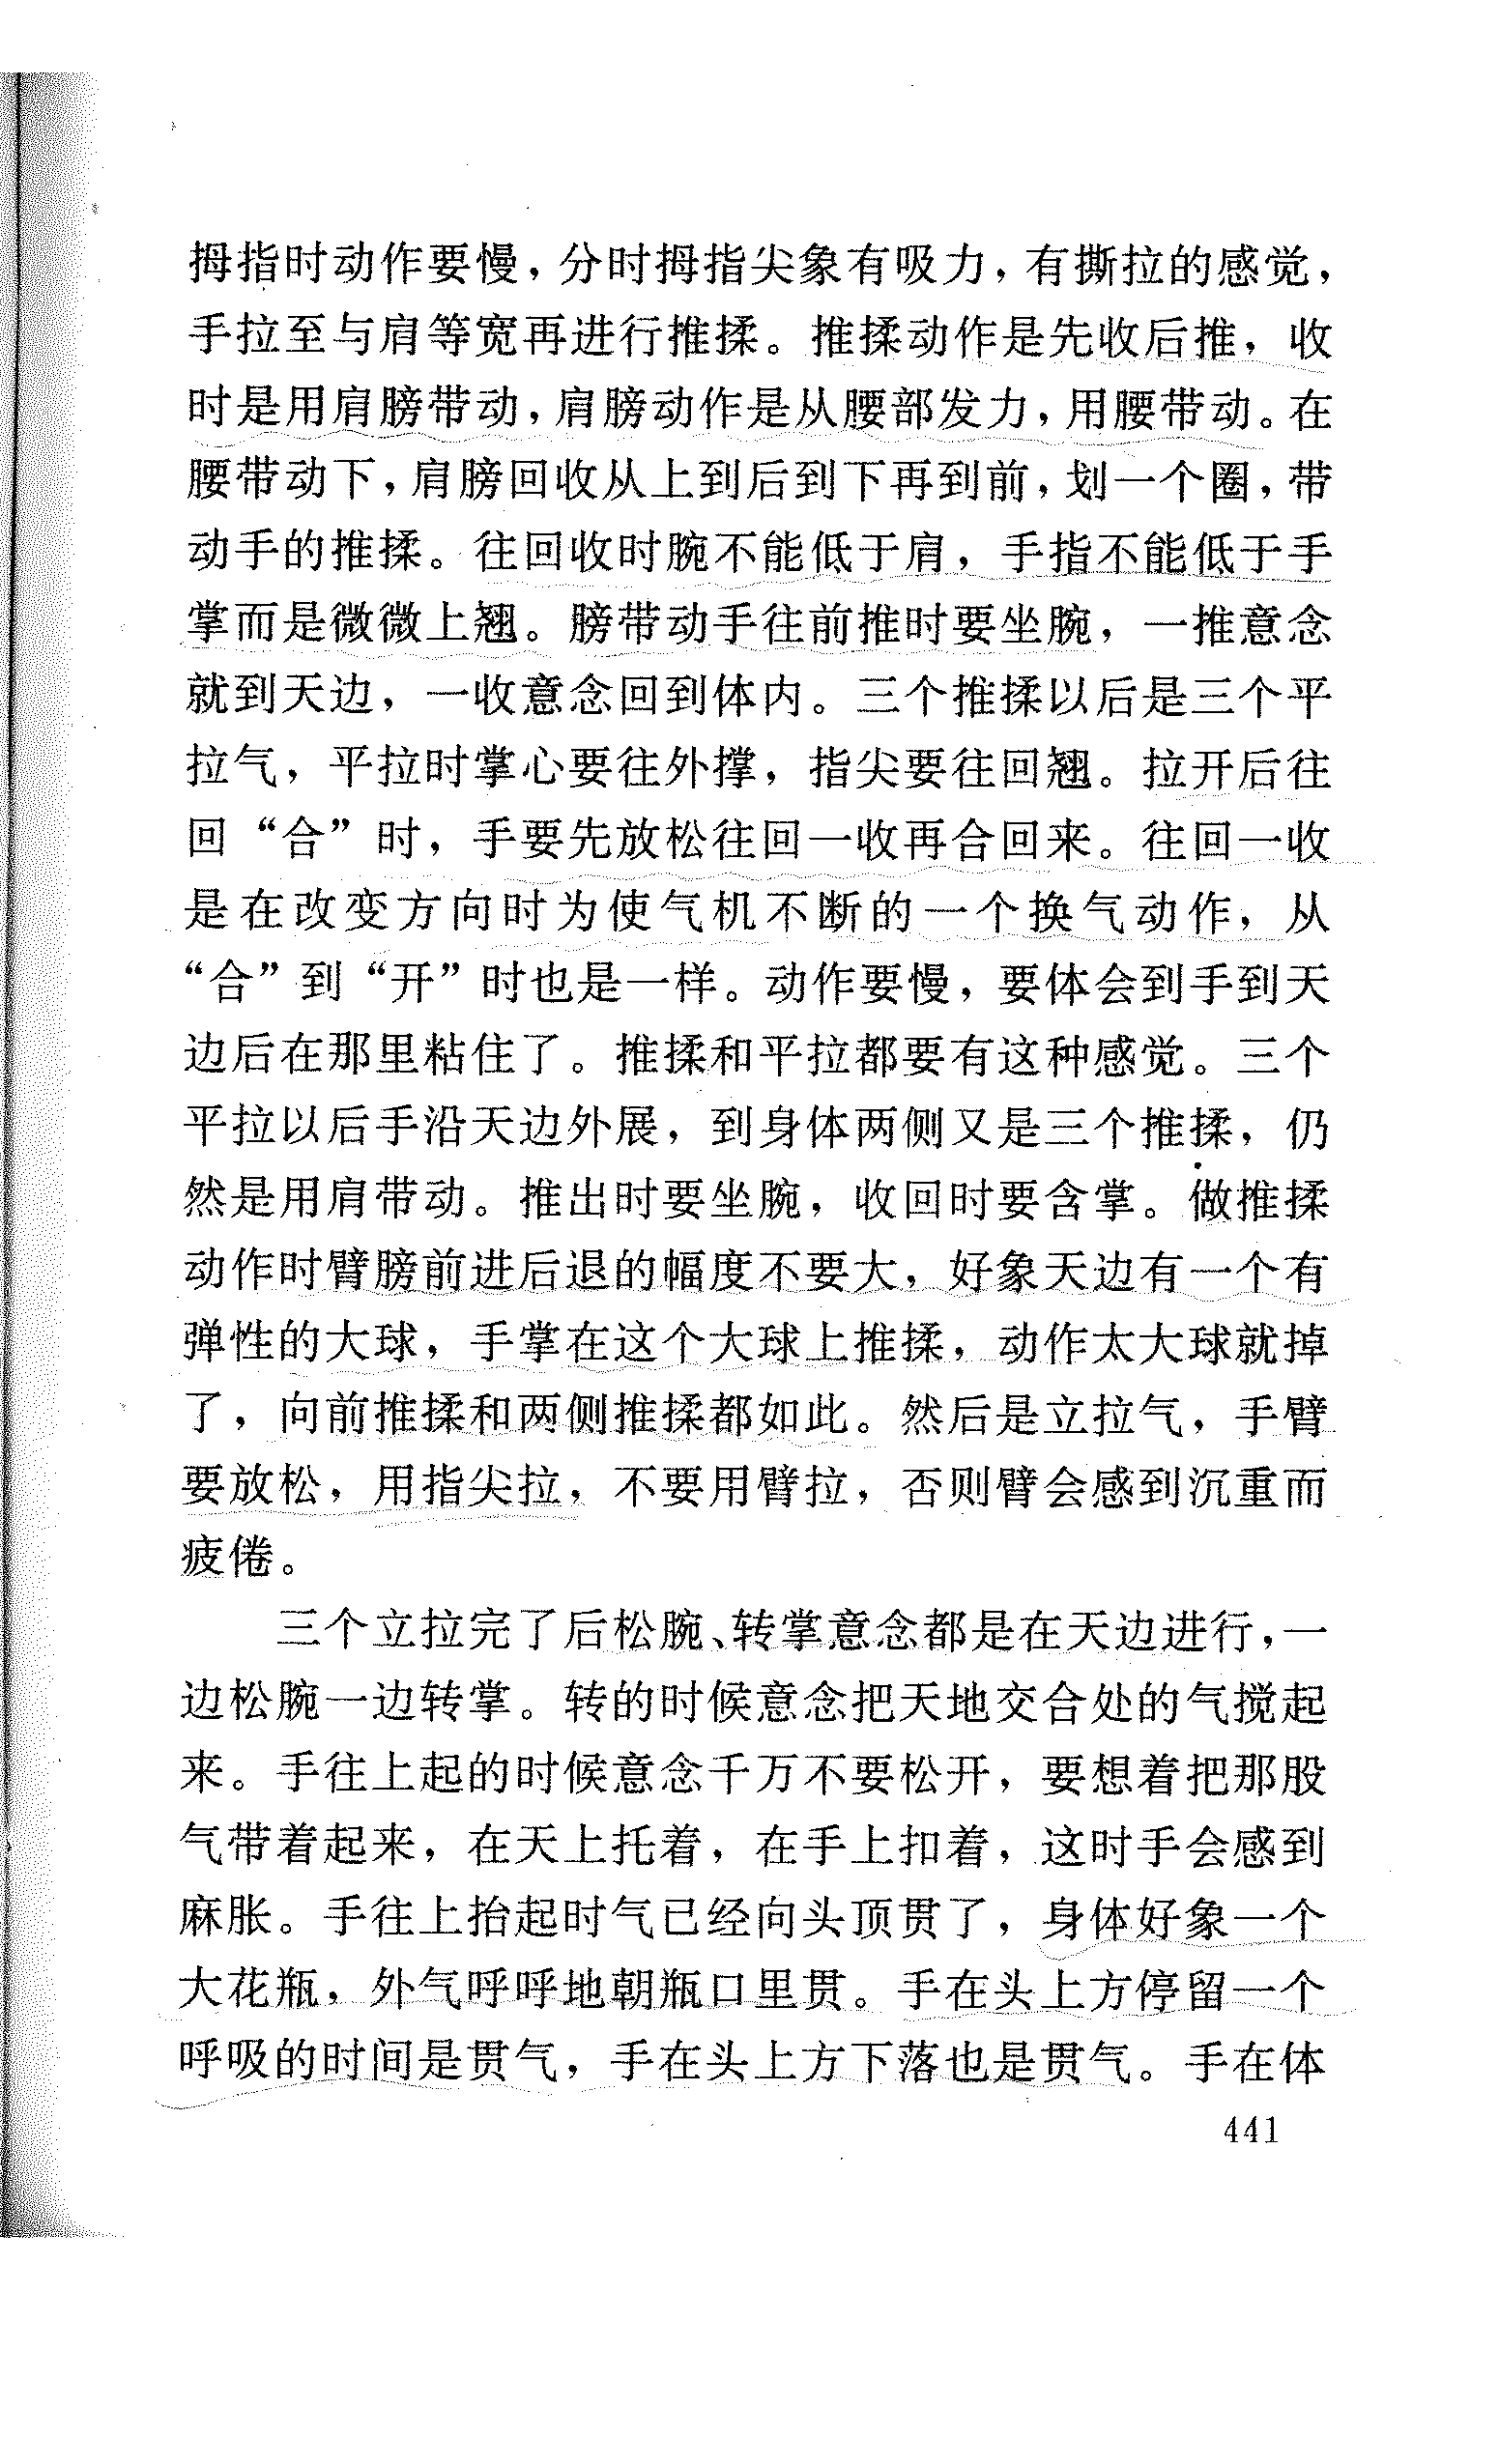 拇指时动作要慢，分时拇指尖象有吸力，有撕拉的感觉，
手拉至与肩等宽再进行推揉。推揉动作是先收后推，收
时是用肩膀带动，肩膀动作是从腰部发力，用腰带动。在
腰带动下，肩膀回收从上到后到下再到前，划一个圈，带
动手的推揉。往回收时腕不能低于肩，手指不能低于手
掌而是微微上翘。膀带动手往前推时要坐腕，一推意念
就到天边，一收意念回到体内。三个推揉以后是三个平
拉气，平拉时掌心要往外撑，指尖要往回翘。拉开后往
回“合”时，手要先放松往回一收再合回来。往回一收
是在改变方向时为使气机不断的一个换气动作，从
“合”到“开”时也是一样。动作要慢，要体会到手到天
边后在那里粘住了。推揉和平拉都要有这种感觉。三个
平拉以后手沿天边外展，到身体两侧又是三个推揉，仍
然是用肩带动。推出时要坐腕，收回时要含掌。做推揉
动作时臂膀前进后退的幅度不要大，好象天边有一个有
弹性的大球，手掌在这个大球上推揉，动作太大球就掉
了，向前推揉和两侧推揉都如此。然后是立拉气，手臂
要放松，用指尖拉，不要用臂拉，否则臂会感到沉重而
疲倦。
三个立拉完了后松腕、转掌意念都是在天边进行，一
边松腕一边转掌。转的时候意念把天地交合处的气搅起
来。手往上起的时候意念千万不要松开，要想着把那股
气带着起来，在天上托着，在手上扣着，这时手会感到
麻胀。手往上抬起时气已经向头顶贯了，身体好象一个
大花瓶，外气呼呼地朝瓶口里贯。手在头上方停留一个
呼吸的时间是贯气，手在头上方下落也是贯气。手在体
441